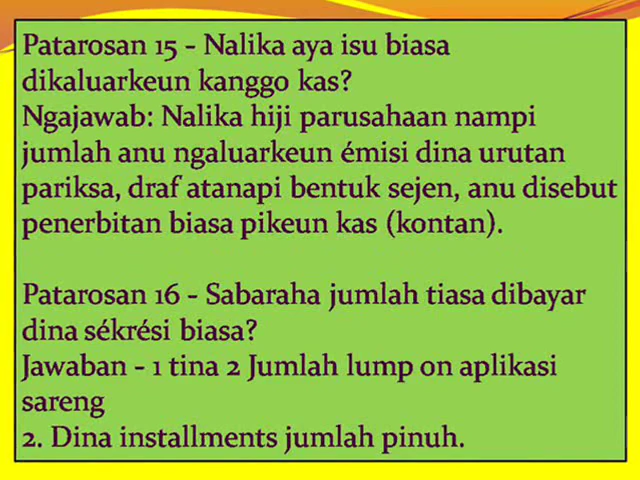 Patarosan 15 - Nalika aya isu biasa
dikaluarkeun kanggo kas?
Ngajawab: Nalika hiji parusahaan nampi
jumlah anu ngaluarkeun émisi dina urutan
pariksa, draf atanapi bentuk sejen, anu disebut
penerbitan biasa pikeun kas (kontan).

Patarosan 16 - Sabaraha jumlah tiasa dibayar
dina sékrési biasa?
Jawaban - 1 tina 2 Jumlah lump on aplikasi
sareng
2. Dina installments jumlah pinuh.